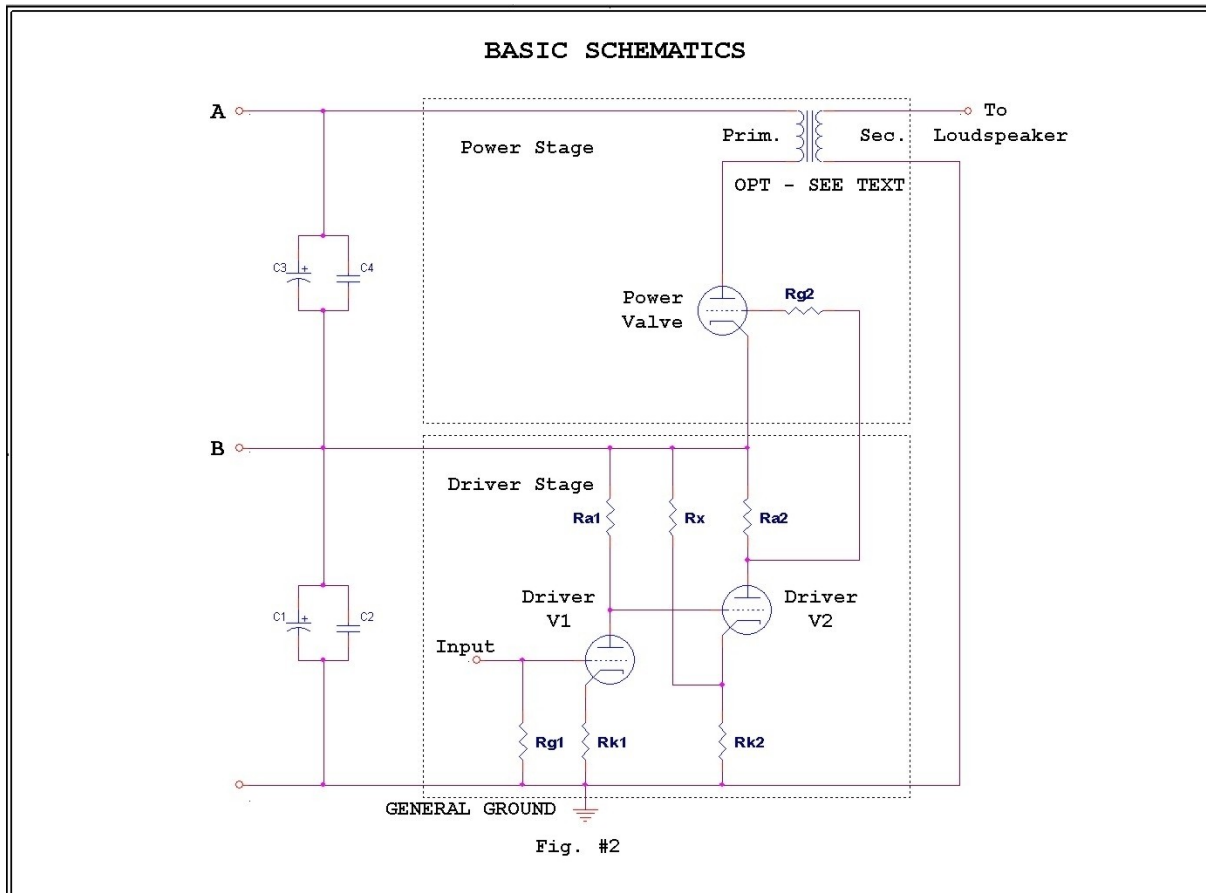 BASIC SCHEMATICS
A
To
Loudspeaker
Prim.
Sec.
Power Stage
OPT - SEE TEXT
C3
+
C4
Power
Valve
Rg2
B
Driver Stage
Ra1
Rx
Ra2
C1
+
C2
Driver
V1
Driver
V2
Input
Rg1
Rk1
Rk2
GENERAL GROUND
Fig. #2